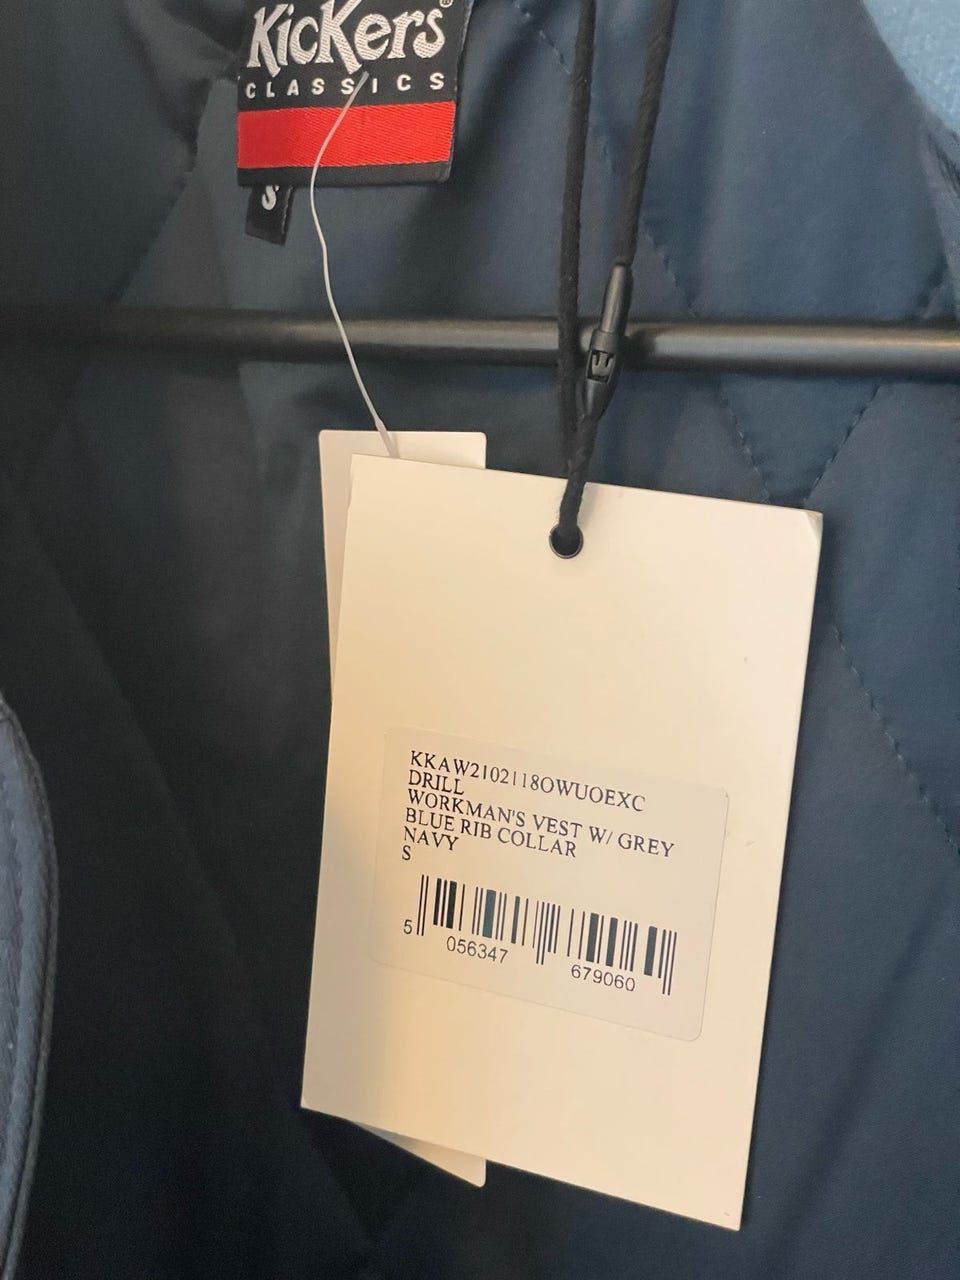 KicKers®
CLASSICS
S
KKAW2102118OWUOEXC
DRILL
WORKMAN'S VEST W/ GREY
BLUE RIB COLLAR
NAVY
S
5 056347 679060